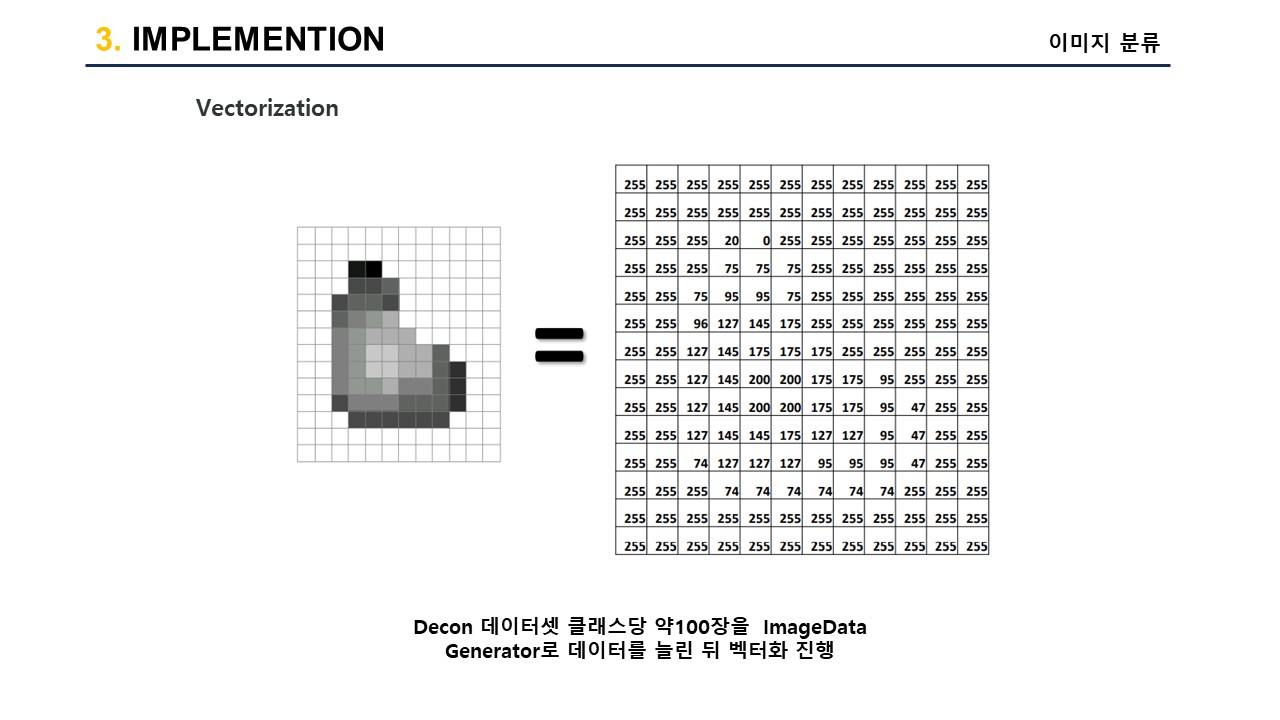 3. IMPLEMENTION
이미지 분류
Vectorization
255 255 255 255 255 255 255 255 255 255 255 255
255 255 255 255 255 255 255 255 255 255 255 255
255 255 255 20 0 255 255 255 255 255 255 255
255 255 255 75 75 75 255 255 255 255 255 255
255 255 75 95 95 75 255 255 255 255 255 255
255 255 96 127 145 175 255 255 255 255 255 255
255 255 127 145 175 175 175 255 255 255 255 255
255 255 127 145 200 200 175 175 95 255 255 255
255 255 127 145 200 200 175 175 95 47 255 255
255 255 127 145 145 175 127 127 95 47 255 255
255 255 74 127 127 127 95 95 95 47 255 255
255 255 255 74 74 74 74 74 74 255 255 255
255 255 255 255 255 255 255 255 255 255 255 255
255 255 255 255 255 255 255 255 255 255 255 255
=
Decon 데이터셋 클래스당 약100장을 ImageData
Generator로 데이터를 늘린 뒤 벡터화 진행